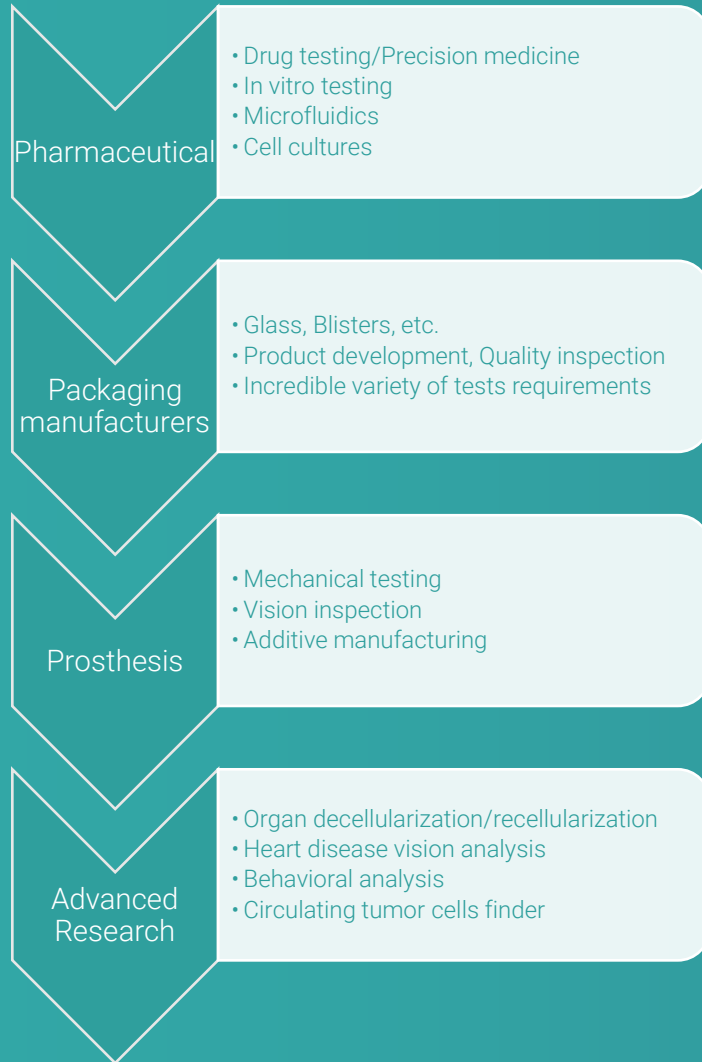 Pharmaceutical
• Drug testing/Precision medicine
• In vitro testing
• Microfluidics
• Cell cultures
Packaging
manufacturers
• Glass, Blisters, etc.
• Product development, Quality inspection
• Incredible variety of tests requirements
Prosthesis
• Mechanical testing
• Vision inspection
• Additive manufacturing
Advanced
Research
• Organ decellularization/recellularization
• Heart disease vision analysis
• Behavioral analysis
• Circulating tumor cells finder